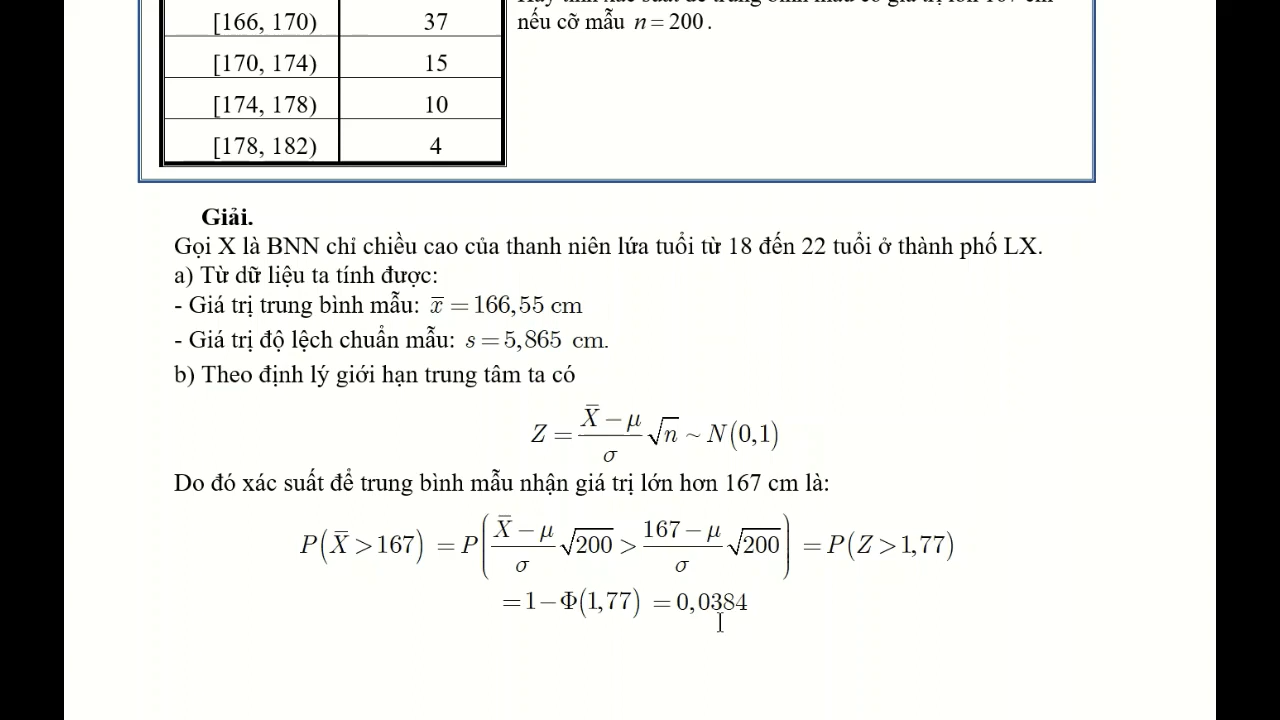 [166, 170) 37 nếu cỡ mẫu n = 200.
[170, 174) 15
[174, 178) 10
[178, 182) 4
Giải.
Gọi X là BNN chỉ chiều cao của thanh niên lứa tuổi từ 18 đến 22 tuổi ở thành phố LX.
a) Từ dữ liệu ta tính được:
- Giá trị trung bình mẫu: x̅ = 166,55 cm
- Giá trị độ lệch chuẩn mẫu: s = 5,865 cm.
b) Theo định lý giới hạn trung tâm ta có
Z = (X̅ − μ)/σ √n ~ N(0,1)
Do đó xác suất để trung bình mẫu nhận giá trị lớn hơn 167 cm là:
P(X̅ > 167) = P((X̅ − μ)/σ √200 > (167 − μ)/σ √200) = P(Z > 1,77)
= 1 − Φ(1,77) = 0,0384